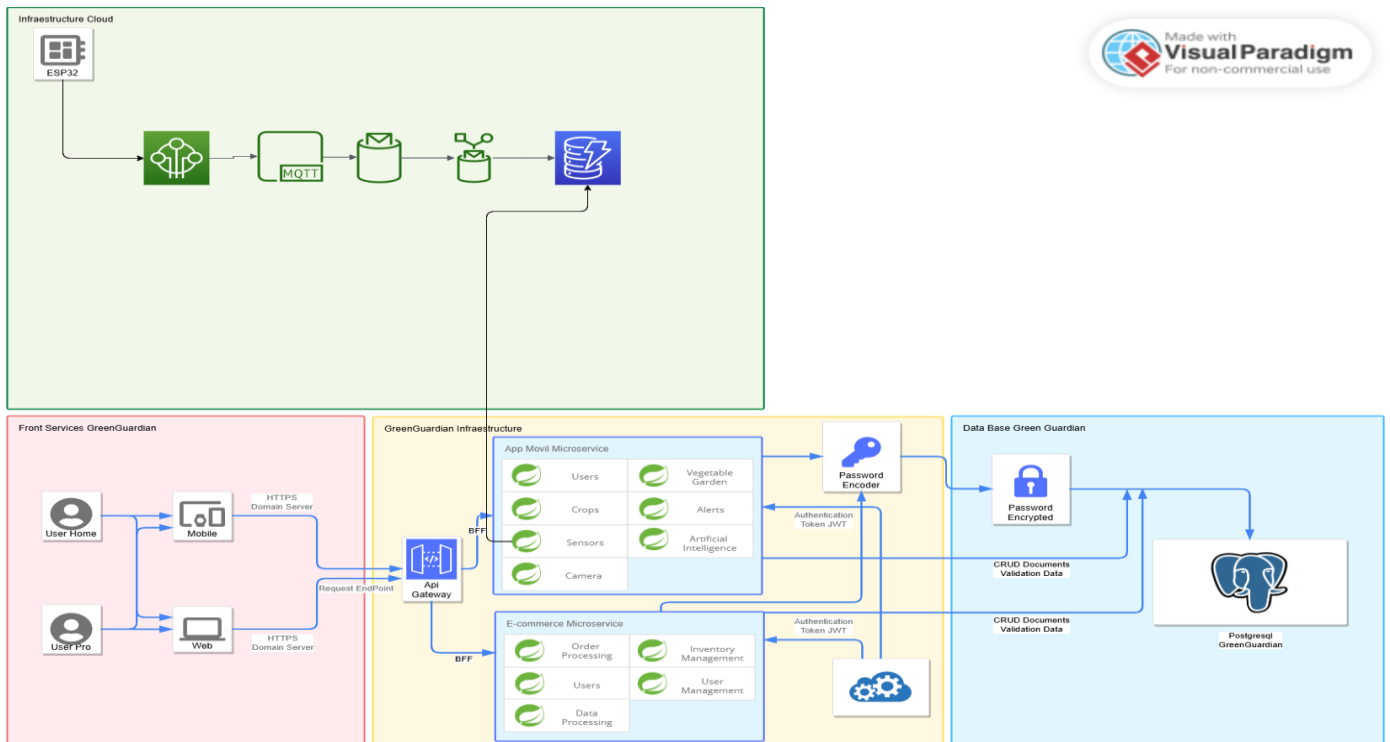 Infraestructure Cloud
ESP32
MQTT
Made with
Visual Paradigm
For non-commercial use
Front Services GreenGuardian
User Home
User Pro
Mobile
Web
HTTPS
Domain Server
Request EndPoint
HTTPS
Domain Server
GreenGuardian Infraestructure
Api
Gateway
BFF
BFF
App Movil Microservice
Users
Vegetable
Garden
Crops
Alerts
Sensors
Artificial
Intelligence
Camera
E-commerce Microservice
Order
Processing
Inventory
Management
Users
User
Management
Data
Processing
Password
Encoder
Authentication
Token JWT
Authentication
Token JWT
Data Base Green Guardian
Password
Encrypted
CRUD Documents
Validation Data
CRUD Documents
Validation Data
Postgresql
GreenGuardian